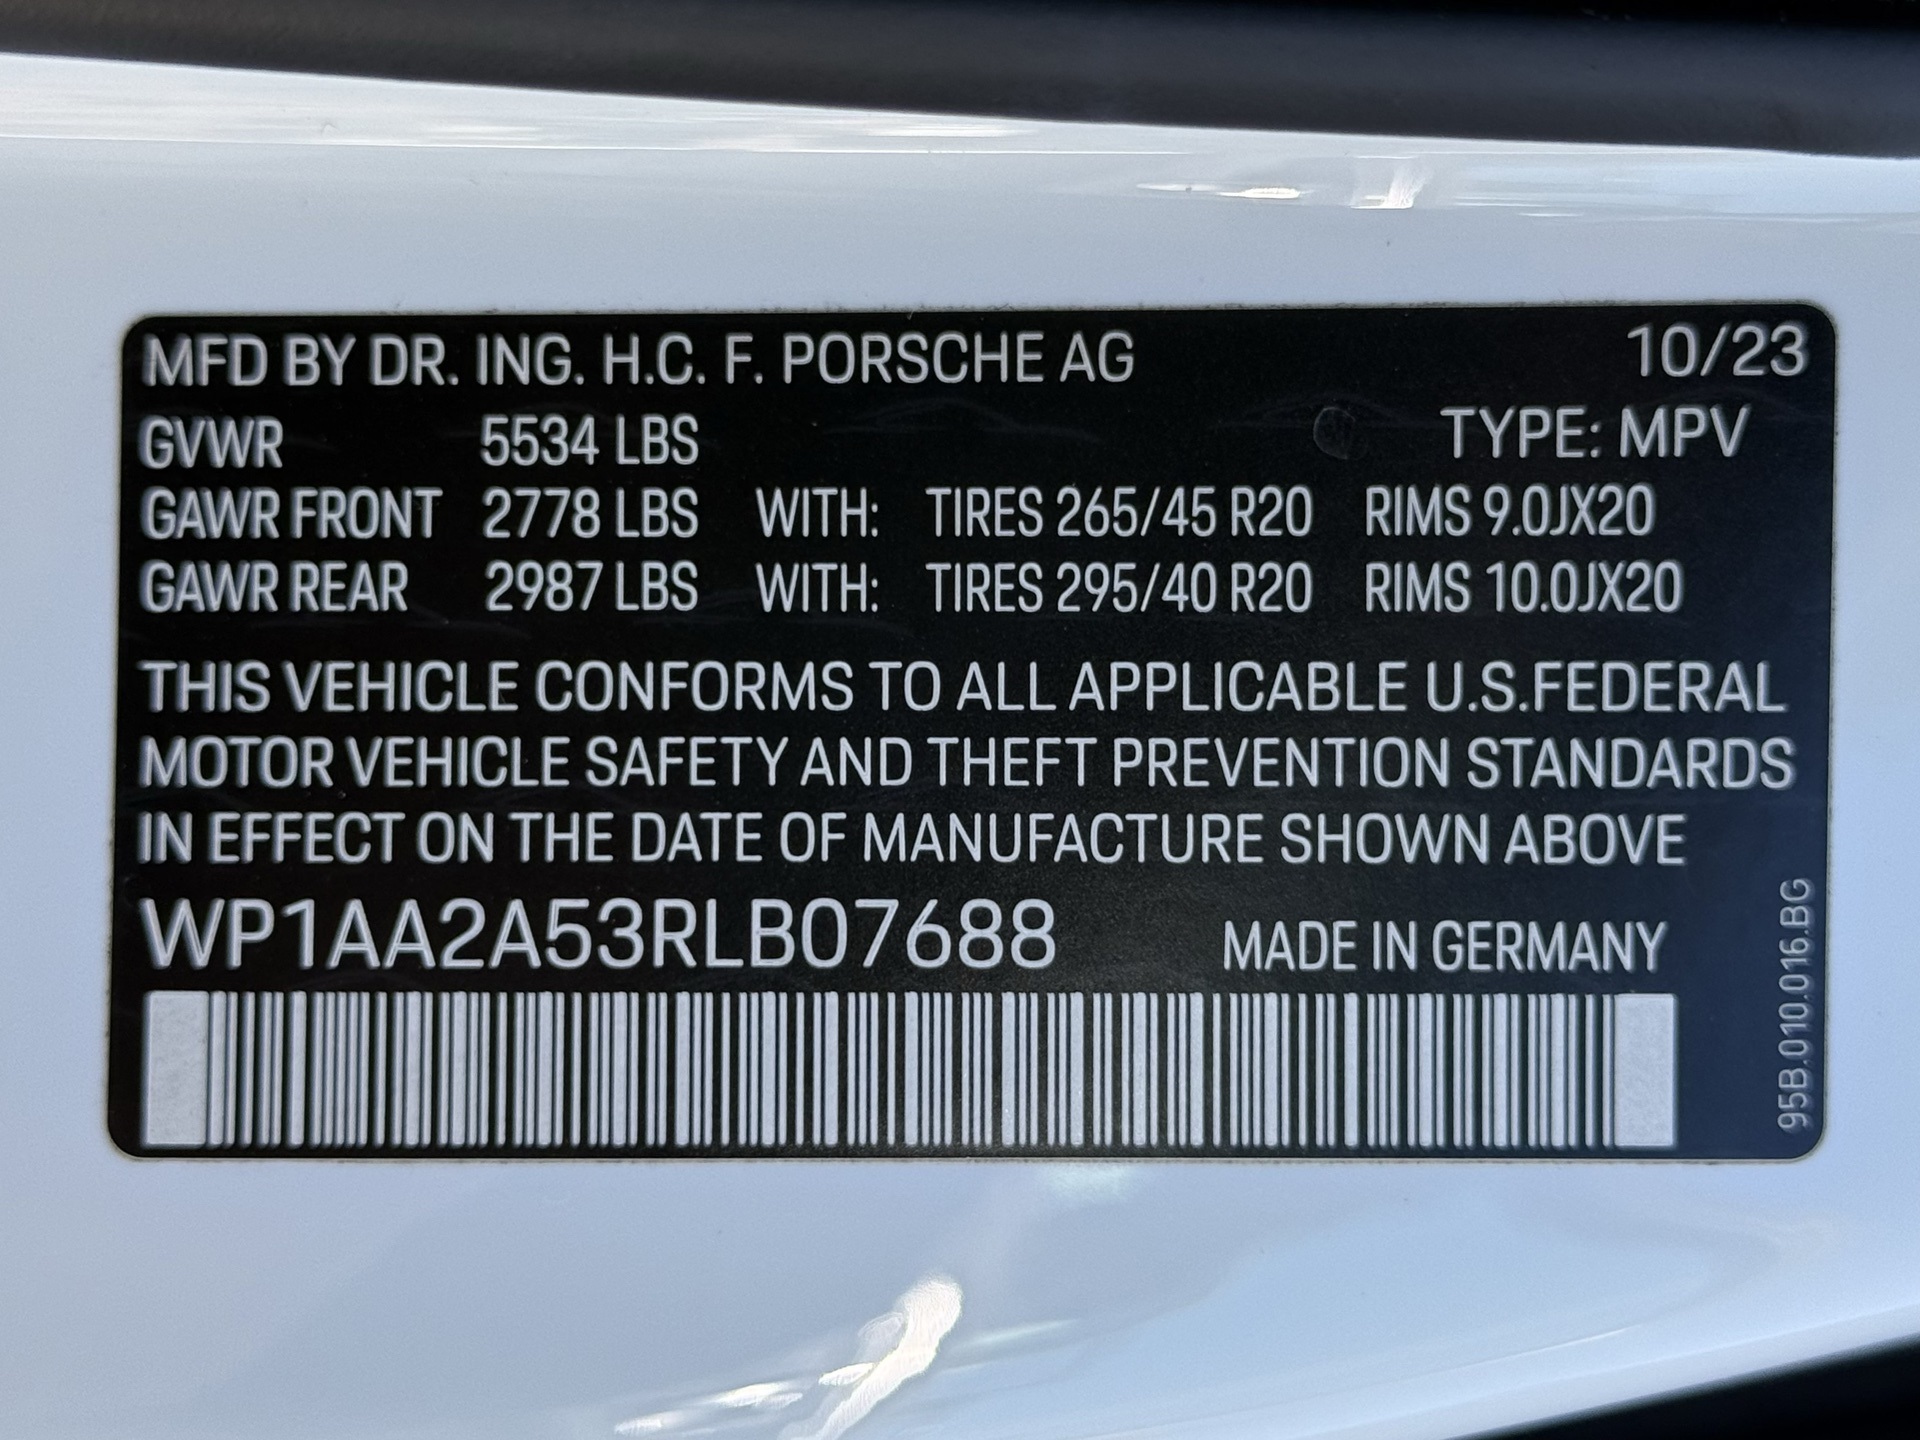 MFD BY DR. ING. H.C. F. PORSCHE AG 10/23
GVWR 5534 LBS TYPE: MPV
GAWR FRONT 2778 LBS WITH: TIRES 265/45 R20 RIMS 9.0JX20
GAWR REAR 2987 LBS WITH: TIRES 295/40 R20 RIMS 10.0JX20
THIS VEHICLE CONFORMS TO ALL APPLICABLE U.S.FEDERAL
MOTOR VEHICLE SAFETY AND THEFT PREVENTION STANDARDS
IN EFFECT ON THE DATE OF MANUFACTURE SHOWN ABOVE
WP1AA2A53RLB07688 MADE IN GERMANY
95B.010.016.BG